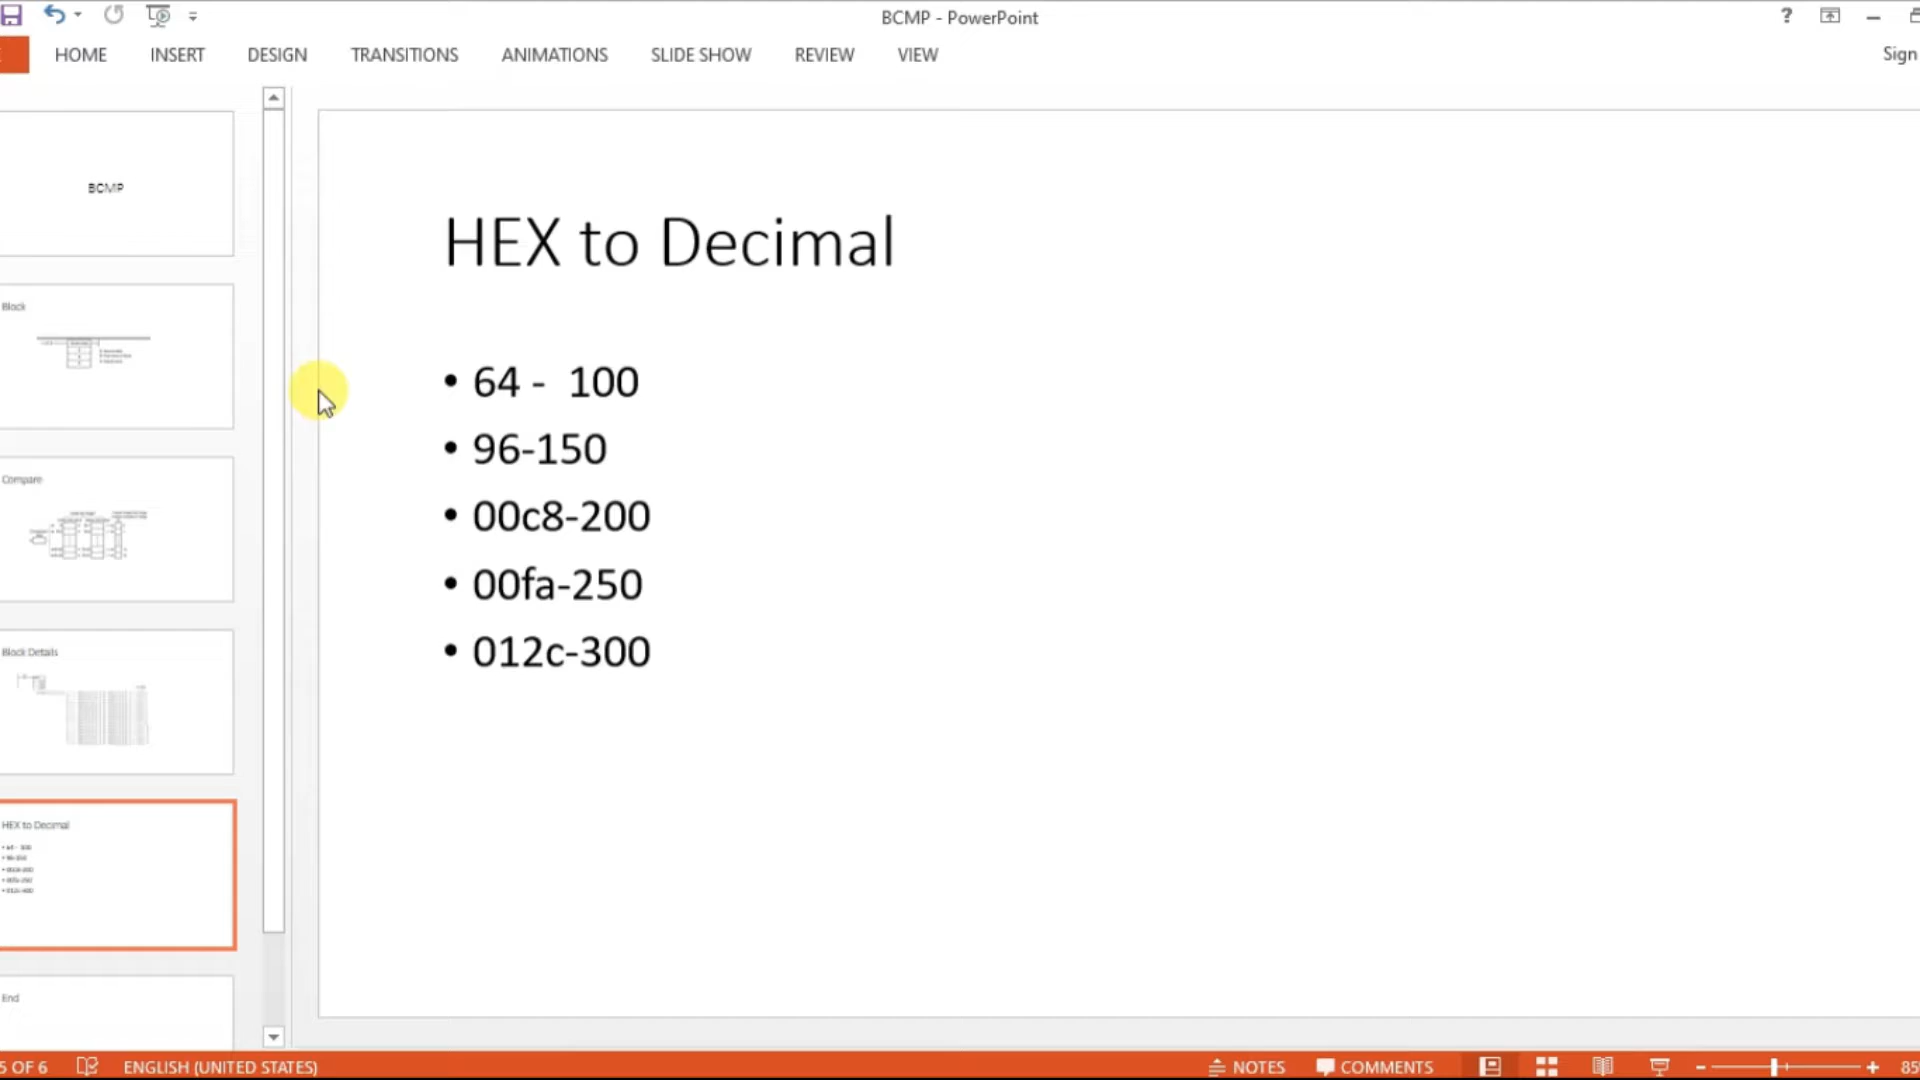 BCMP - PowerPoint
?
HOME INSERT DESIGN TRANSITIONS ANIMATIONS SLIDE SHOW REVIEW VIEW Sign
BCMP
Block
Compare
Block Details
HEX to Decimal
End
HEX to Decimal
• 64 - 100
• 96-150
• 00c8-200
• 00fa-250
• 012c-300
5 OF 6 ENGLISH (UNITED STATES) NOTES COMMENTS 85